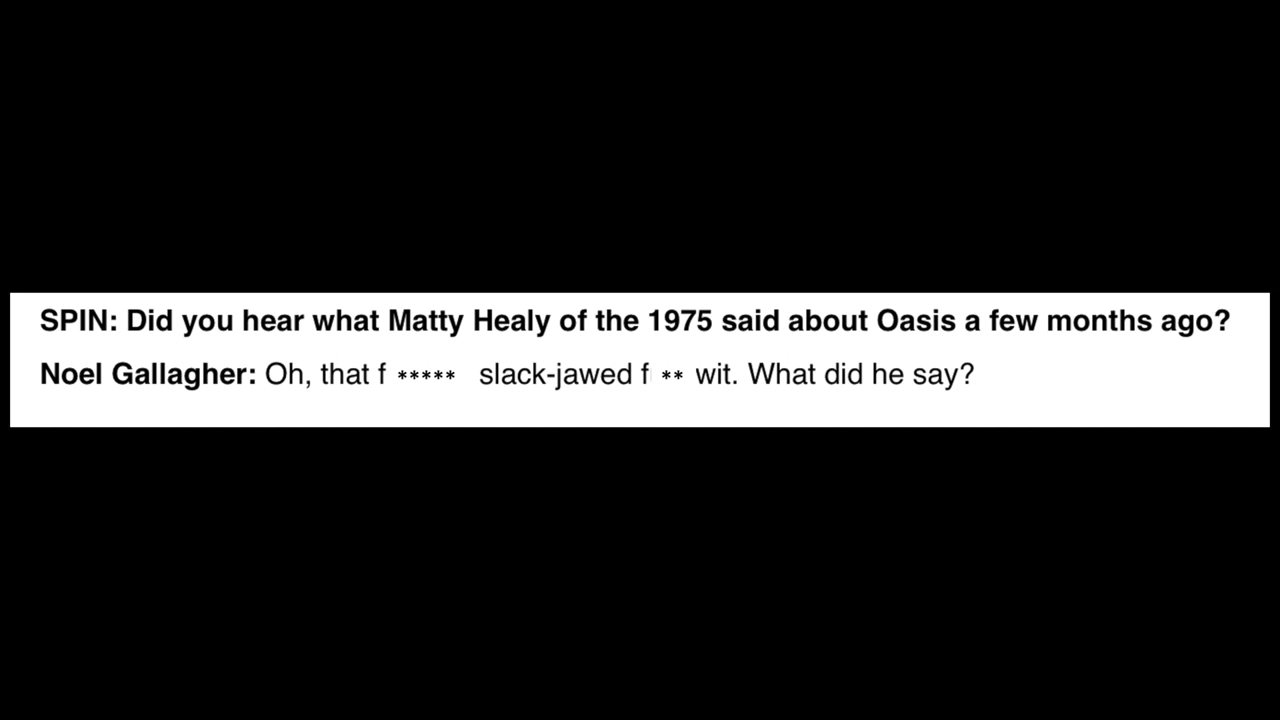 SPIN: Did you hear what Matty Healy of the 1975 said about Oasis a few months ago?
Noel Gallagher: Oh, that f ***** slack-jawed f ** wit. What did he say?